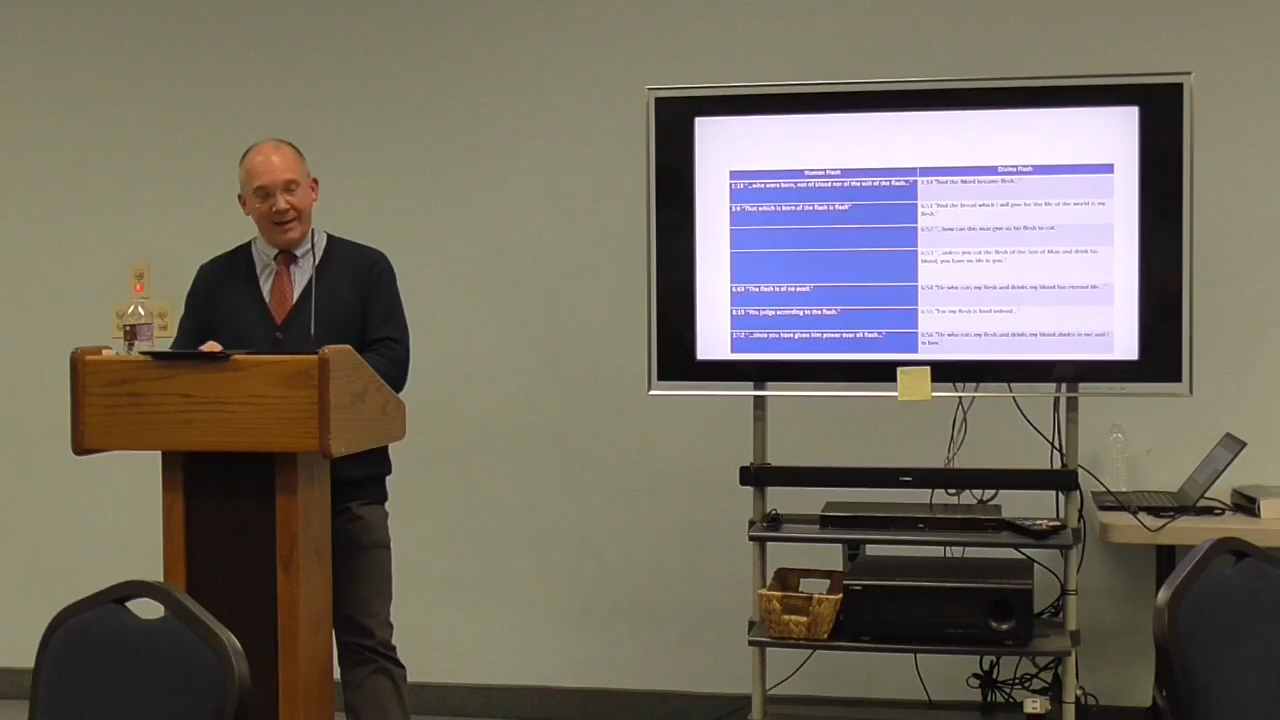 Human Flesh
Divine Flesh
1:13 "...who were born, not of blood nor of the will of the flesh..."
1:14 "And the Word became flesh..."
3:6 "That which is born of the flesh is flesh"
6:51 "And the bread which I will give for the life of the world is my
flesh."
6:52 "...how can this man give us his flesh to eat.
6:53 "...unless you eat the flesh of the Son of Man and drink his
blood, you have no life in you."
6:63 "The flesh is of no avail."
6:54 "He who eats my flesh and drinks my blood has eternal life..."
8:15 "You judge according to the flesh."
6:55 "For my flesh is food indeed..."
17:2 "...since you have given him power over all flesh..."
6:56 "He who eats my flesh and drinks my blood abides in me, and I
in him."